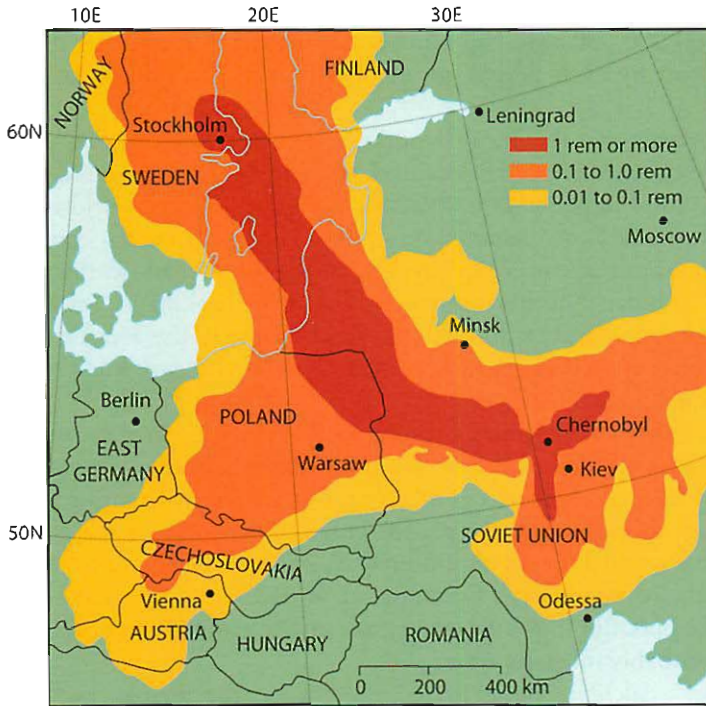 10E 20E 30E
NORWAY
FINLAND
60N
Stockholm
Leningrad
1 rem or more
SWEDEN
0.1 to 1.0 rem
0.01 to 0.1 rem
Moscow
Minsk
Berlin
POLAND
Chernobyl
EAST
GERMANY
Warsaw
Kiev
50N
SOVIET UNION
CZECHOSLOVAKIA
Vienna
Odessa
AUSTRIA
HUNGARY
ROMANIA
0 200 400 km